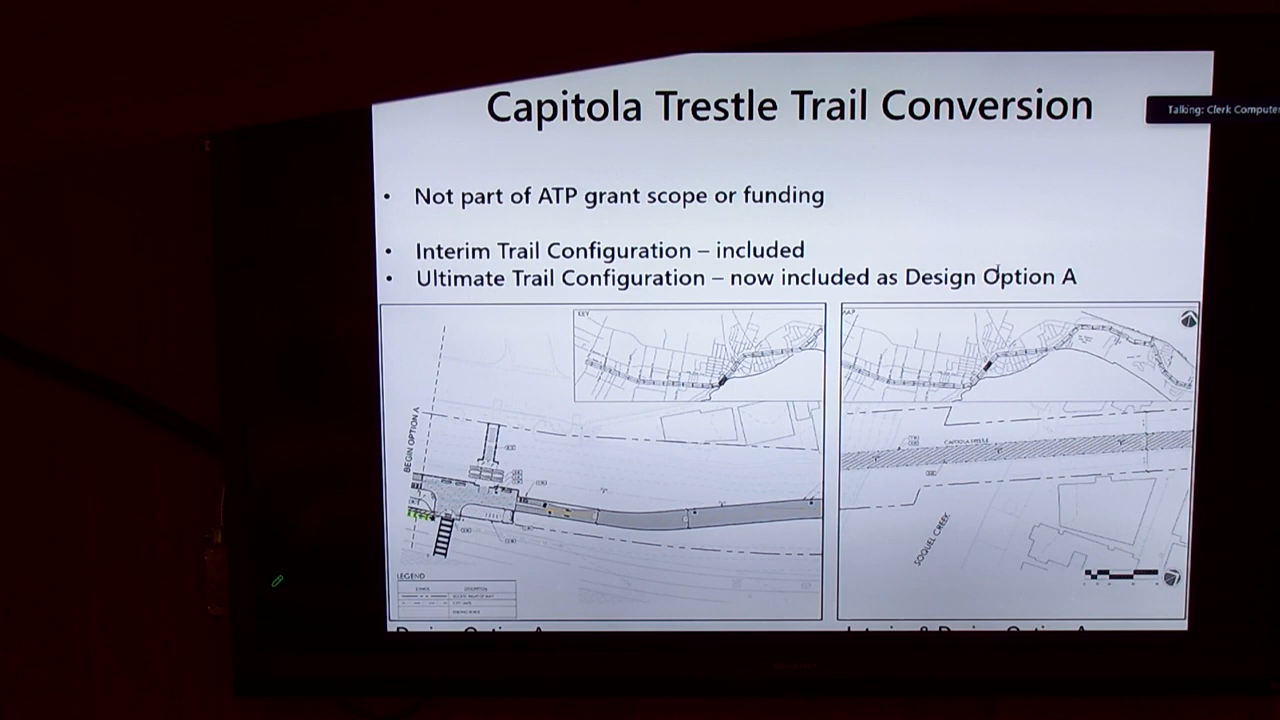 Capitola Trestle Trail Conversion
Talking: Clerk Compute
• Not part of ATP grant scope or funding
• Interim Trail Configuration – included
• Ultimate Trail Configuration – now included as Design Option A
KEY
BEGIN OPTION A
CAPITOLA TRESTLE
SOQUEL CREEK
LEGEND